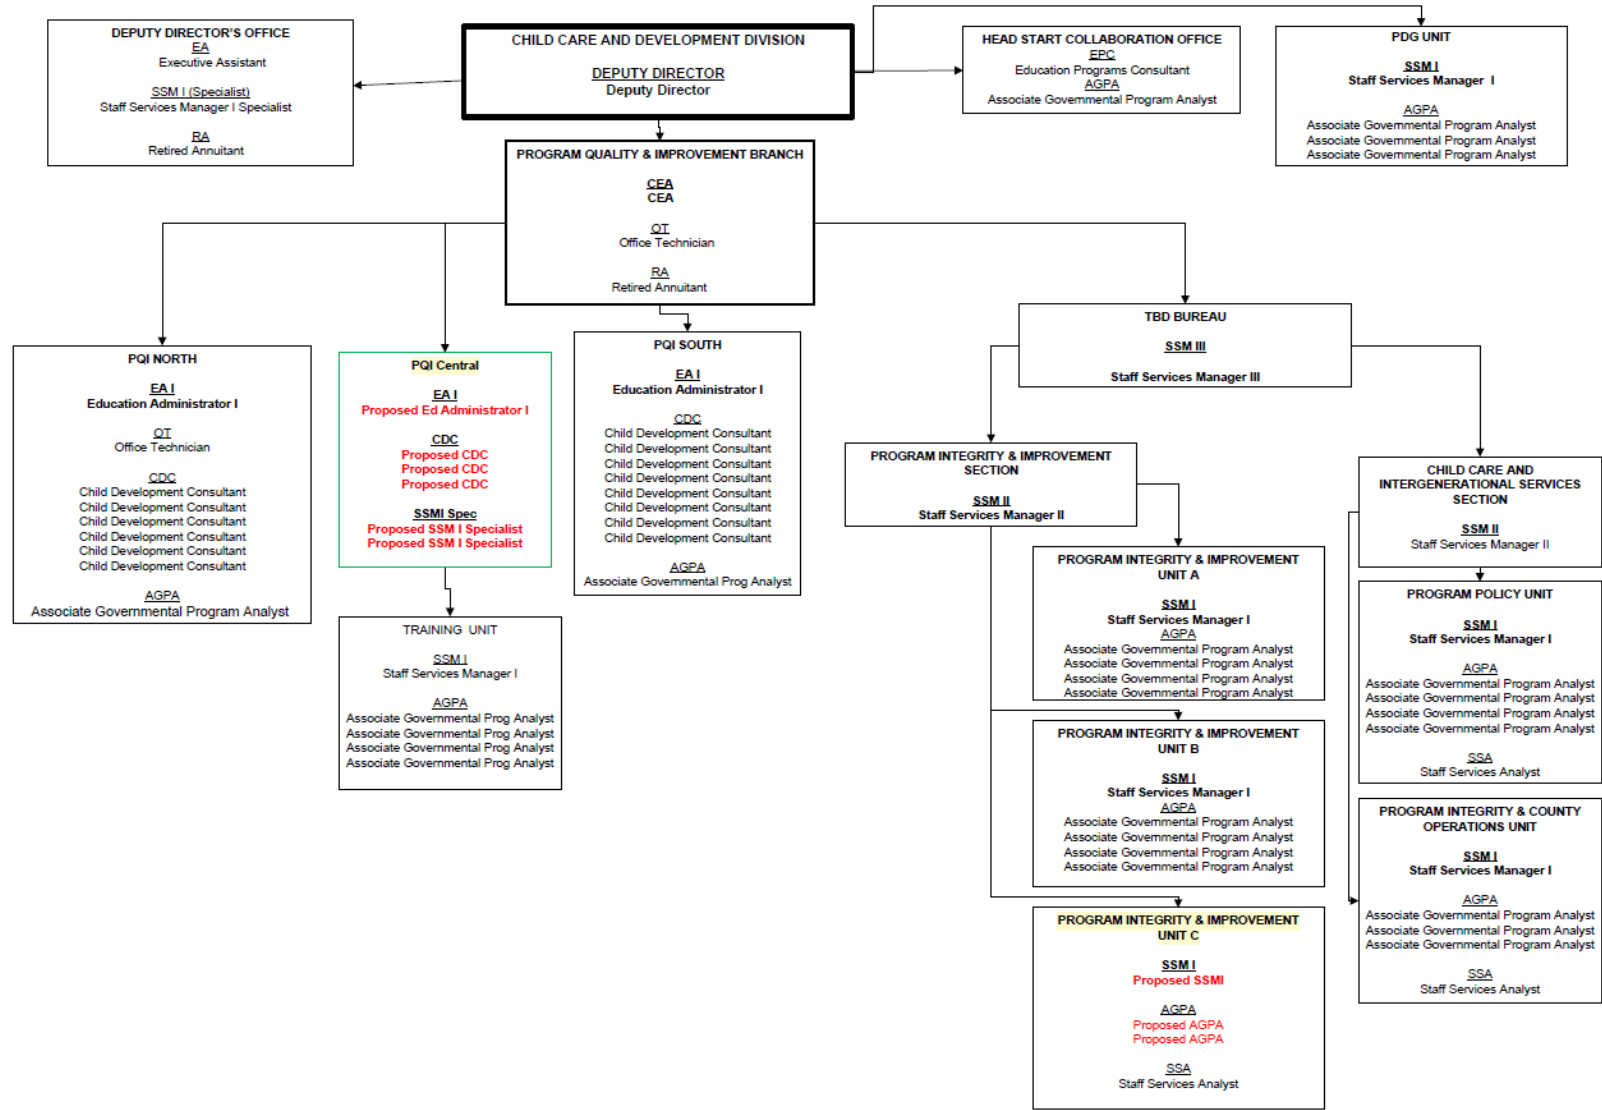 DEPUTY DIRECTOR'S OFFICE
EA
Executive Assistant
SSM I (Specialist)
Staff Services Manager I Specialist
RA
Retired Annuitant
CHILD CARE AND DEVELOPMENT DIVISION
DEPUTY DIRECTOR
Deputy Director
HEAD START COLLABORATION OFFICE
EPC
Education Programs Consultant
AGPA
Associate Governmental Program Analyst
PDG UNIT
SSM I
Staff Services Manager I
AGPA
Associate Governmental Program Analyst
Associate Governmental Program Analyst
Associate Governmental Program Analyst
PROGRAM QUALITY & IMPROVEMENT BRANCH
CEA
CEA
OT
Office Technician
RA
Retired Annuitant
PQI NORTH
EA I
Education Administrator I
OT
Office Technician
CDC
Child Development Consultant
Child Development Consultant
Child Development Consultant
Child Development Consultant
Child Development Consultant
Child Development Consultant
AGPA
Associate Governmental Program Analyst
PQI Central
EA I
Proposed Ed Administrator I
CDC
Proposed CDC
Proposed CDC
Proposed CDC
SSMI Spec
Proposed SSM I Specialist
Proposed SSM I Specialist
TRAINING UNIT
SSM I
Staff Services Manager I
AGPA
Associate Governmental Prog Analyst
Associate Governmental Prog Analyst
Associate Governmental Prog Analyst
Associate Governmental Prog Analyst
PQI SOUTH
EA I
Education Administrator I
CDC
Child Development Consultant
Child Development Consultant
Child Development Consultant
Child Development Consultant
Child Development Consultant
Child Development Consultant
Child Development Consultant
Child Development Consultant
AGPA
Associate Governmental Prog Analyst
TBD BUREAU
SSM III
Staff Services Manager III
PROGRAM INTEGRITY & IMPROVEMENT
SECTION
SSM II
Staff Services Manager II
PROGRAM INTEGRITY & IMPROVEMENT
UNIT A
SSM I
Staff Services Manager I
AGPA
Associate Governmental Program Analyst
Associate Governmental Program Analyst
Associate Governmental Program Analyst
Associate Governmental Program Analyst
PROGRAM INTEGRITY & IMPROVEMENT
UNIT B
SSM I
Staff Services Manager I
AGPA
Associate Governmental Program Analyst
Associate Governmental Program Analyst
Associate Governmental Program Analyst
Associate Governmental Program Analyst
PROGRAM INTEGRITY & IMPROVEMENT
UNIT C
SSM I
Proposed SSMI
AGPA
Proposed AGPA
Proposed AGPA
SSA
Staff Services Analyst
CHILD CARE AND
INTERGENERATIONAL SERVICES
SECTION
SSM II
Staff Services Manager II
PROGRAM POLICY UNIT
SSM I
Staff Services Manager I
AGPA
Associate Governmental Program Analyst
Associate Governmental Program Analyst
Associate Governmental Program Analyst
Associate Governmental Program Analyst
SSA
Staff Services Analyst
PROGRAM INTEGRITY & COUNTY
OPERATIONS UNIT
SSM I
Staff Services Manager I
AGPA
Associate Governmental Program Analyst
Associate Governmental Program Analyst
Associate Governmental Program Analyst
SSA
Staff Services Analyst